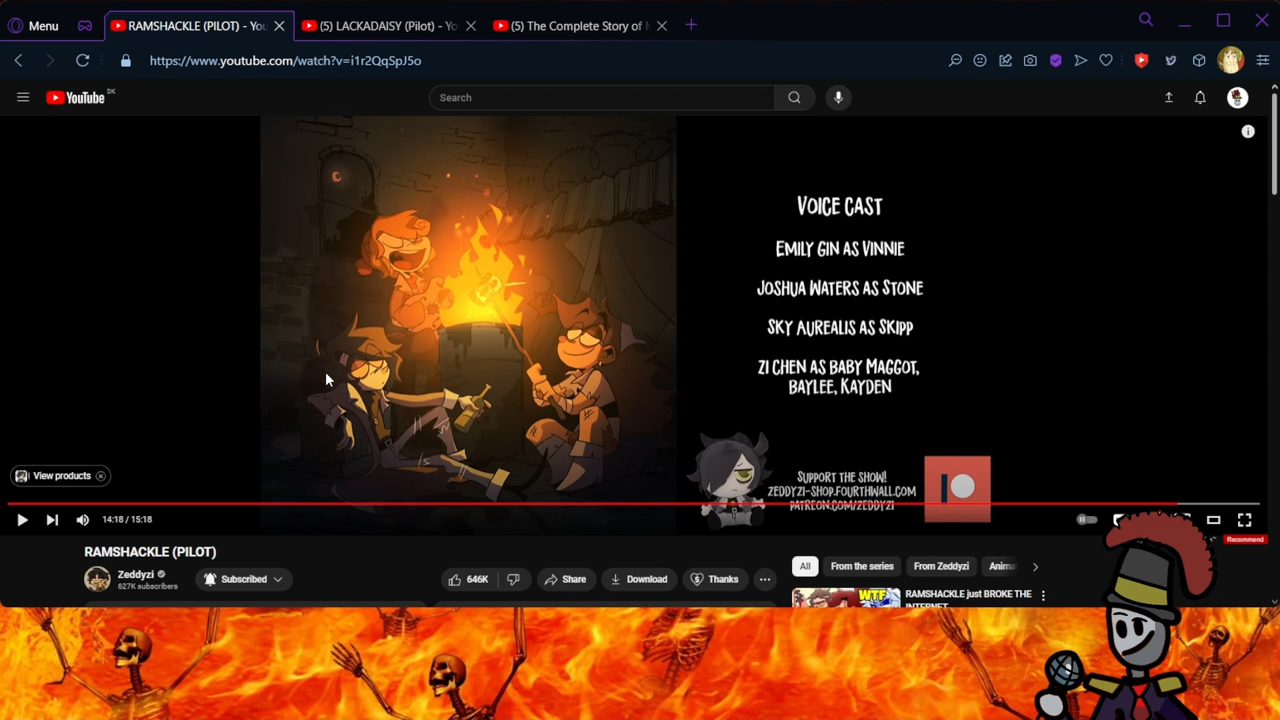 Menu
RAMSHACKLE (PILOT) - You
(5) LACKADAISY (Pilot) - Yo
(5) The Complete Story of
https://www.youtube.com/watch?v=i1r2QqSpJ5o
YouTube DK
Search
VOICE CAST
EMILY GIN AS VINNIE
JOSHUA WATERS AS STONE
SKY AUREALIS AS SKIPP
ZI CHEN AS BABY MAGGOT,
BAYLEE, KAYDEN
View products
SUPPORT THE SHOW!
ZEDDYZI-SHOP.FOURTHWALL.COM
PATREON.COM/ZEDDYZI
14:18 / 15:18
Recommend
RAMSHACKLE (PILOT)
Zeddyzi
627K subscribers
Subscribed
646K
Share
Download
Thanks
All
From the series
From Zeddyzi
Anima
WTF
RAMSHACKLE just BROKE THE
INTERNET